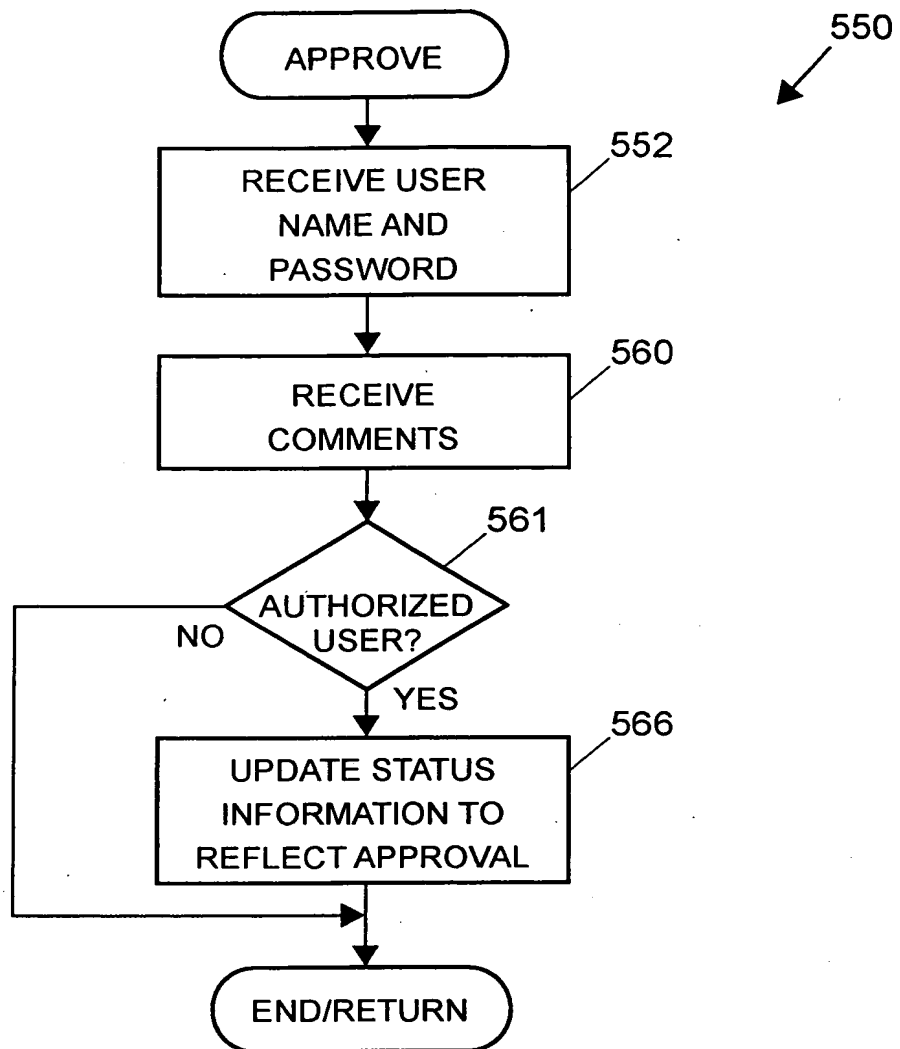 550
APPROVE
552
RECEIVE USER
NAME AND
PASSWORD
560
RECEIVE
COMMENTS
561
AUTHORIZED
USER?
NO
YES
566
UPDATE STATUS
INFORMATION TO
REFLECT APPROVAL
END/RETURN